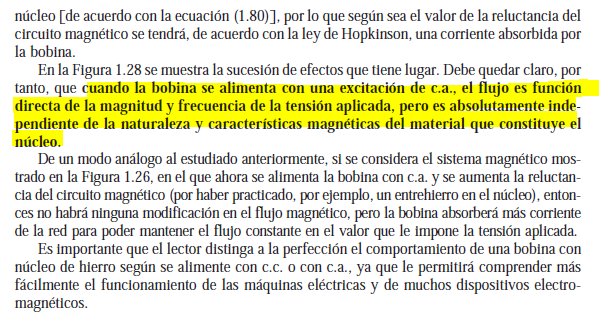 núcleo [de acuerdo con la ecuación (1.80)], por lo que según sea el valor de la reluctancia del
circuito magnético se tendrá, de acuerdo con la ley de Hopkinson, una corriente absorbida por
la bobina.
En la Figura 1.28 se muestra la sucesión de efectos que tiene lugar. Debe quedar claro, por
tanto, que cuando la bobina se alimenta con una excitación de c.a., el flujo es función
directa de la magnitud y frecuencia de la tensión aplicada, pero es absolutamente inde-
pendiente de la naturaleza y características magnéticas del material que constituye el
núcleo.
De un modo análogo al estudiado anteriormente, si se considera el sistema magnético mos-
trado en la Figura 1.26, en el que ahora se alimenta la bobina con c.a. y se aumenta la reluctan-
cia del circuito magnético (por haber practicado, por ejemplo, un entrehierro en el núcleo), enton-
ces no habrá ninguna modificación en el flujo magnético, pero la bobina absorberá más corriente
de la red para poder mantener el flujo constante en el valor que le impone la tensión aplicada.
Es importante que el lector distinga a la perfección el comportamiento de una bobina con
núcleo de hierro según se alimente con c.c. o con c.a., ya que le permitirá comprender más
fácilmente el funcionamiento de las máquinas eléctricas y de muchos dispositivos electro-
magnéticos.